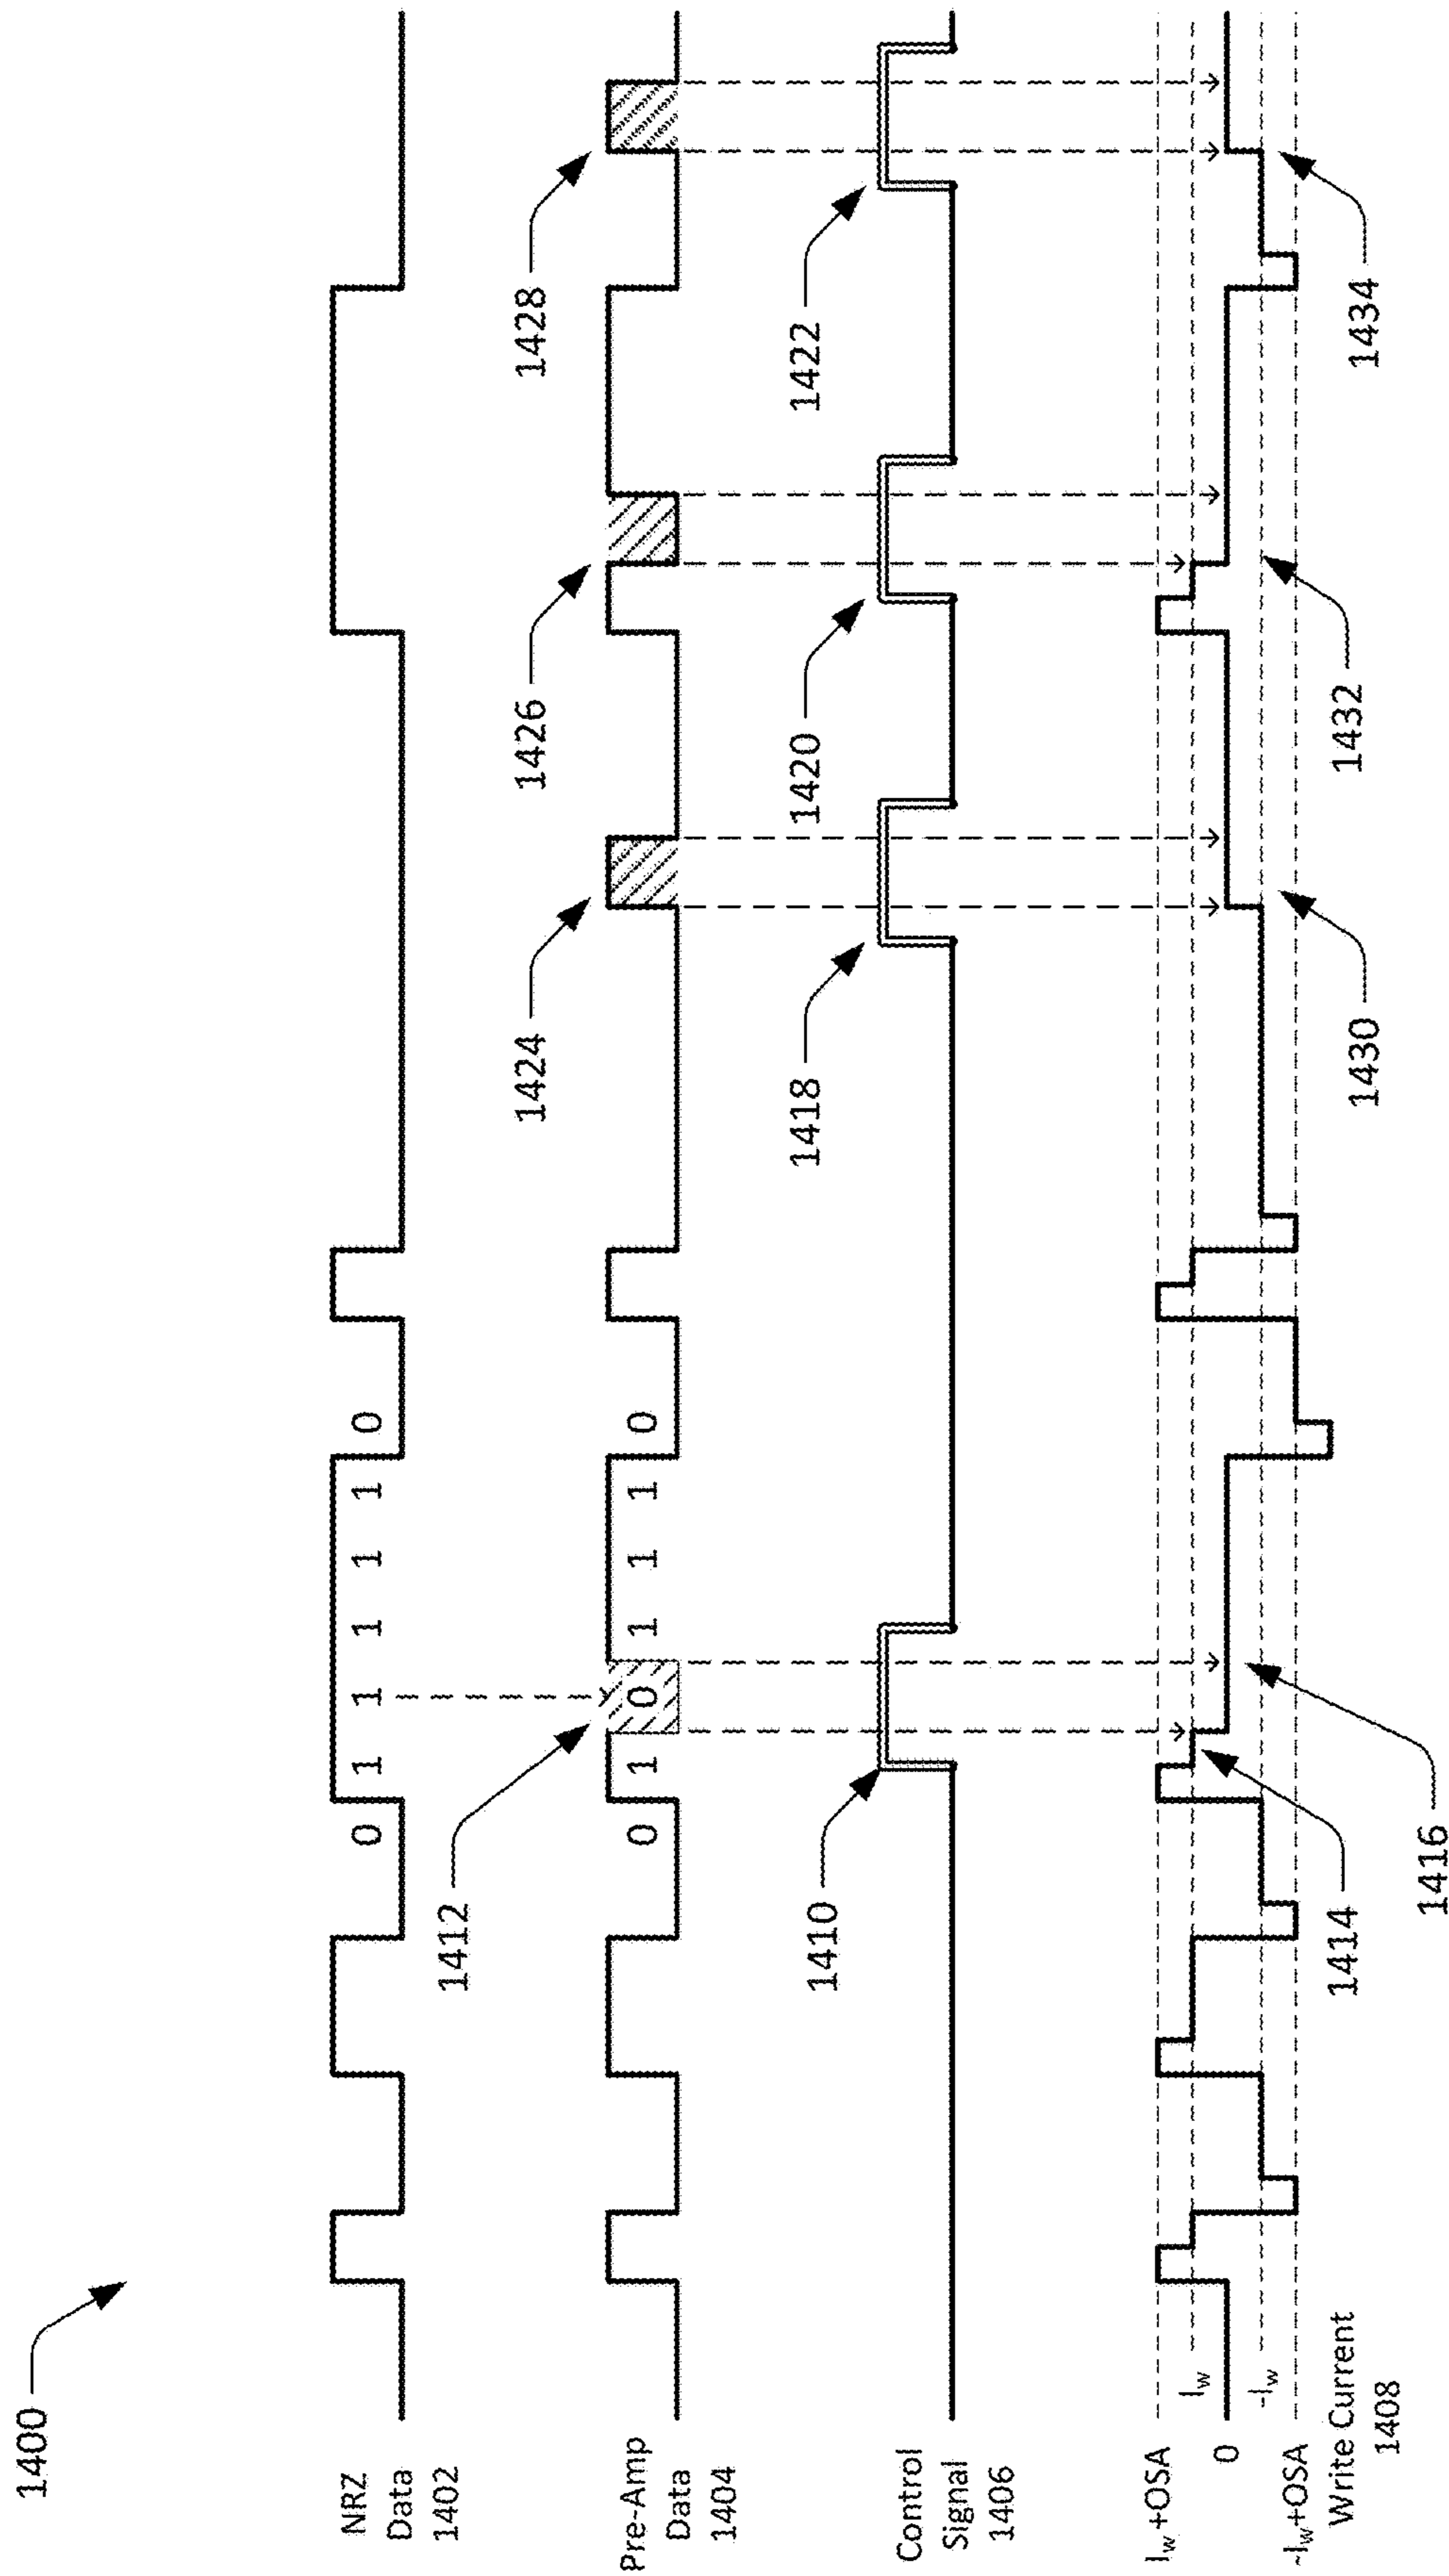 1400
NRZ
Data
1402
0 1 1 1 1 1 0
1412
1424
1426
1428
Pre-Amp
Data
1404
0 1 0 1 1 1 0
1410
1418
1420
1422
Control
Signal
1406
Iw+OSA
Iw
0
-Iw
-Iw+OSA
Write Current
1408
1414
1416
1430
1432
1434